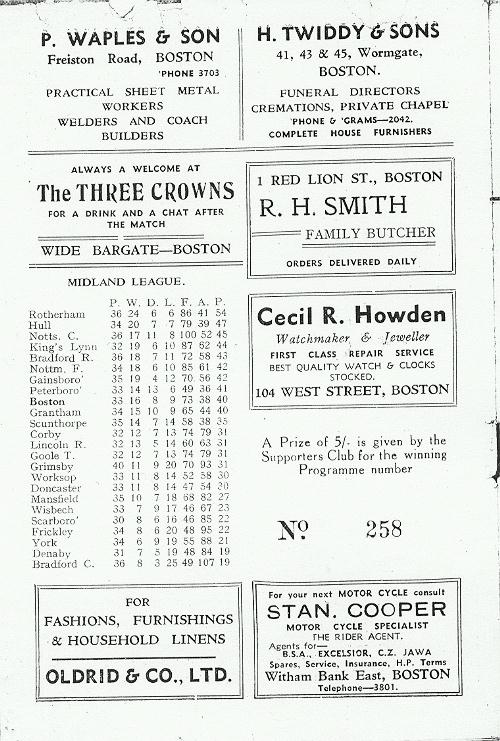 P. WAPLES & SON
Freiston Road, BOSTON
'PHONE 3703
PRACTICAL SHEET METAL
WORKERS
WELDERS AND COACH
BUILDERS
H. TWIDDY & SONS
41, 43 & 45, Wormgate,
BOSTON.
FUNERAL DIRECTORS
CREMATIONS, PRIVATE CHAPEL
'PHONE & 'GRAMS—2042.
COMPLETE HOUSE FURNISHERS
ALWAYS A WELCOME AT
The THREE CROWNS
FOR A DRINK AND A CHAT AFTER
THE MATCH
WIDE BARGATE—BOSTON
1 RED LION ST., BOSTON
R. H. SMITH
FAMILY BUTCHER
ORDERS DELIVERED DAILY
MIDLAND LEAGUE.
P. W. D. L. F. A. P.
Rotherham 36 24 6 6 86 41 54
Hull 34 20 7 7 79 39 47
Notts. C. 36 17 11 8 100 52 45
King's Lynn 32 19 6 10 87 62 44
Bradford R. 36 18 7 11 72 58 43
Nottm. F. 34 18 6 10 85 61 42
Gainsboro' 35 19 4 12 70 56 42
Peterboro' 33 14 13 6 49 36 41
Boston 33 16 8 9 73 38 40
Grantham 34 15 10 9 65 44 40
Scunthorpe 35 14 7 14 58 38 35
Corby 32 12 7 13 74 79 31
Lincoln R. 32 13 5 14 60 63 31
Goole T. 32 12 7 13 74 79 31
Grimsby 40 11 9 20 70 93 31
Worksop 33 11 8 14 52 58 30
Doncaster 33 11 8 14 47 54 30
Mansfield 35 10 7 18 68 82 27
Wisbech 33 7 9 17 46 67 23
Scarboro' 30 8 6 16 46 85 22
Frickley 34 8 6 20 48 95 22
York 34 6 9 19 55 88 21
Denaby 31 7 5 19 48 84 19
Bradford C. 36 8 3 25 49 107 19
Cecil R. Howden
Watchmaker & Jeweller
FIRST CLASS REPAIR SERVICE
BEST QUALITY WATCH & CLOCKS
STOCKED.
104 WEST STREET, BOSTON
A Prize of 5/- is given by the
Supporters Club for the winning
Programme number
No. 258
FOR
FASHIONS, FURNISHINGS
& HOUSEHOLD LINENS
OLDRID & CO., LTD.
For your next MOTOR CYCLE consult
STAN. COOPER
MOTOR CYCLE SPECIALIST
THE RIDER AGENT.
Agents for—
B.S.A., EXCELSIOR, C.Z. JAWA
Spares, Service, Insurance, H.P. Terms
Witham Bank East, BOSTON
Telephone—3801.